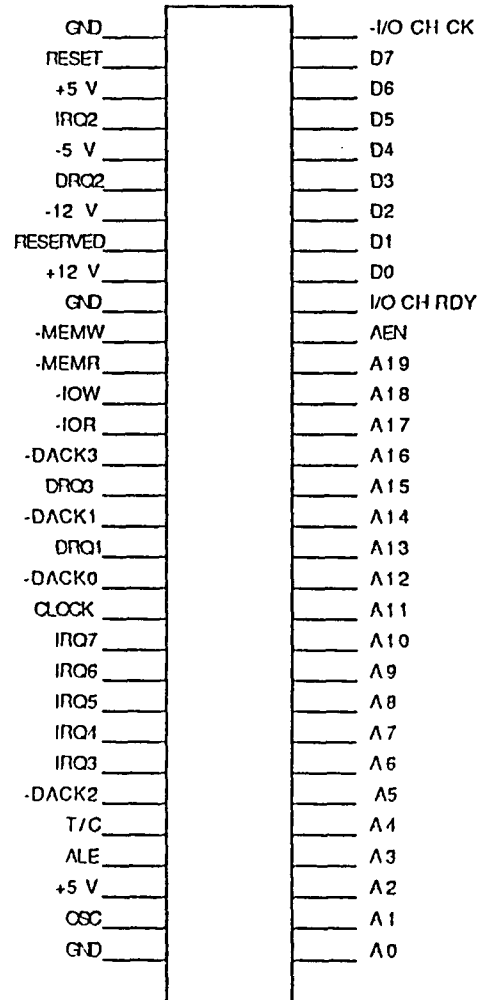 GND -I/O CH CK
RESET D7
+5 V D6
IRQ2 D5
-5 V D4
DRQ2 D3
-12 V D2
RESERVED D1
+12 V D0
GND I/O CH RDY
-MEMW AEN
-MEMR A19
-IOW A18
-IOR A17
-DACK3 A16
DRQ3 A15
-DACK1 A14
DRQ1 A13
-DACK0 A12
CLOCK A11
IRQ7 A10
IRQ6 A9
IRQ5 A8
IRQ4 A7
IRQ3 A6
-DACK2 A5
T/C A4
ALE A3
+5 V A2
OSC A1
GND A0